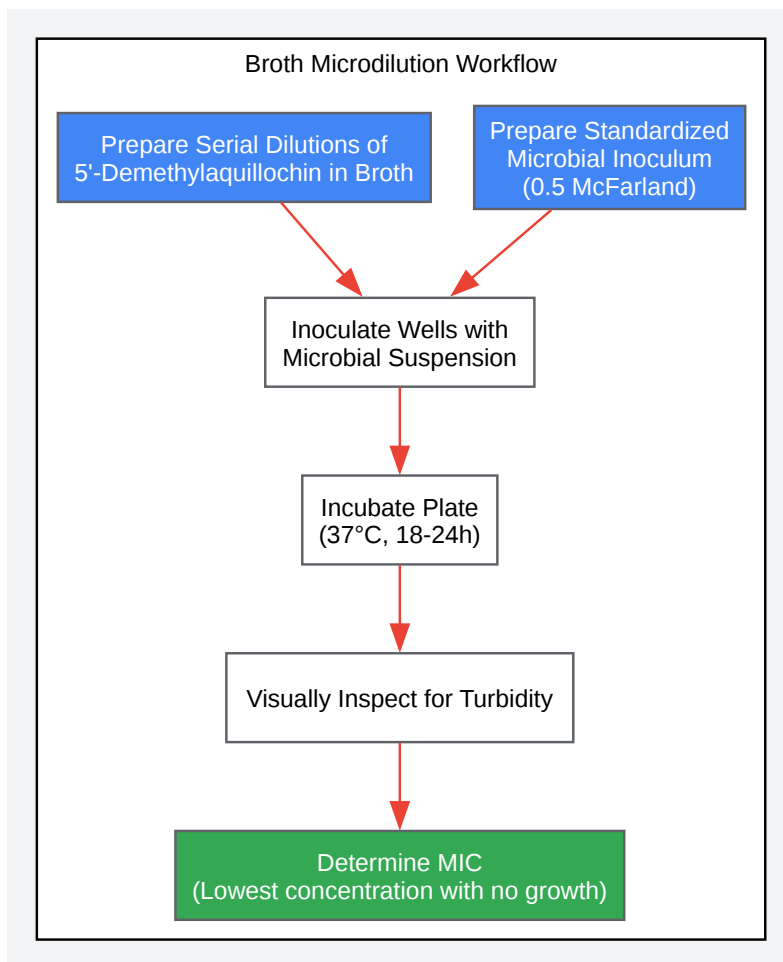 Broth Microdilution Workflow
Prepare Serial Dilutions of
5'-Demethylaquillochin in Broth
Prepare Standardized
Microbial Inoculum
(0.5 McFarland)
Inoculate Wells with
Microbial Suspension
Incubate Plate
(37°C, 18-24h)
Visually Inspect for Turbidity
Determine MIC
(Lowest concentration with no growth)